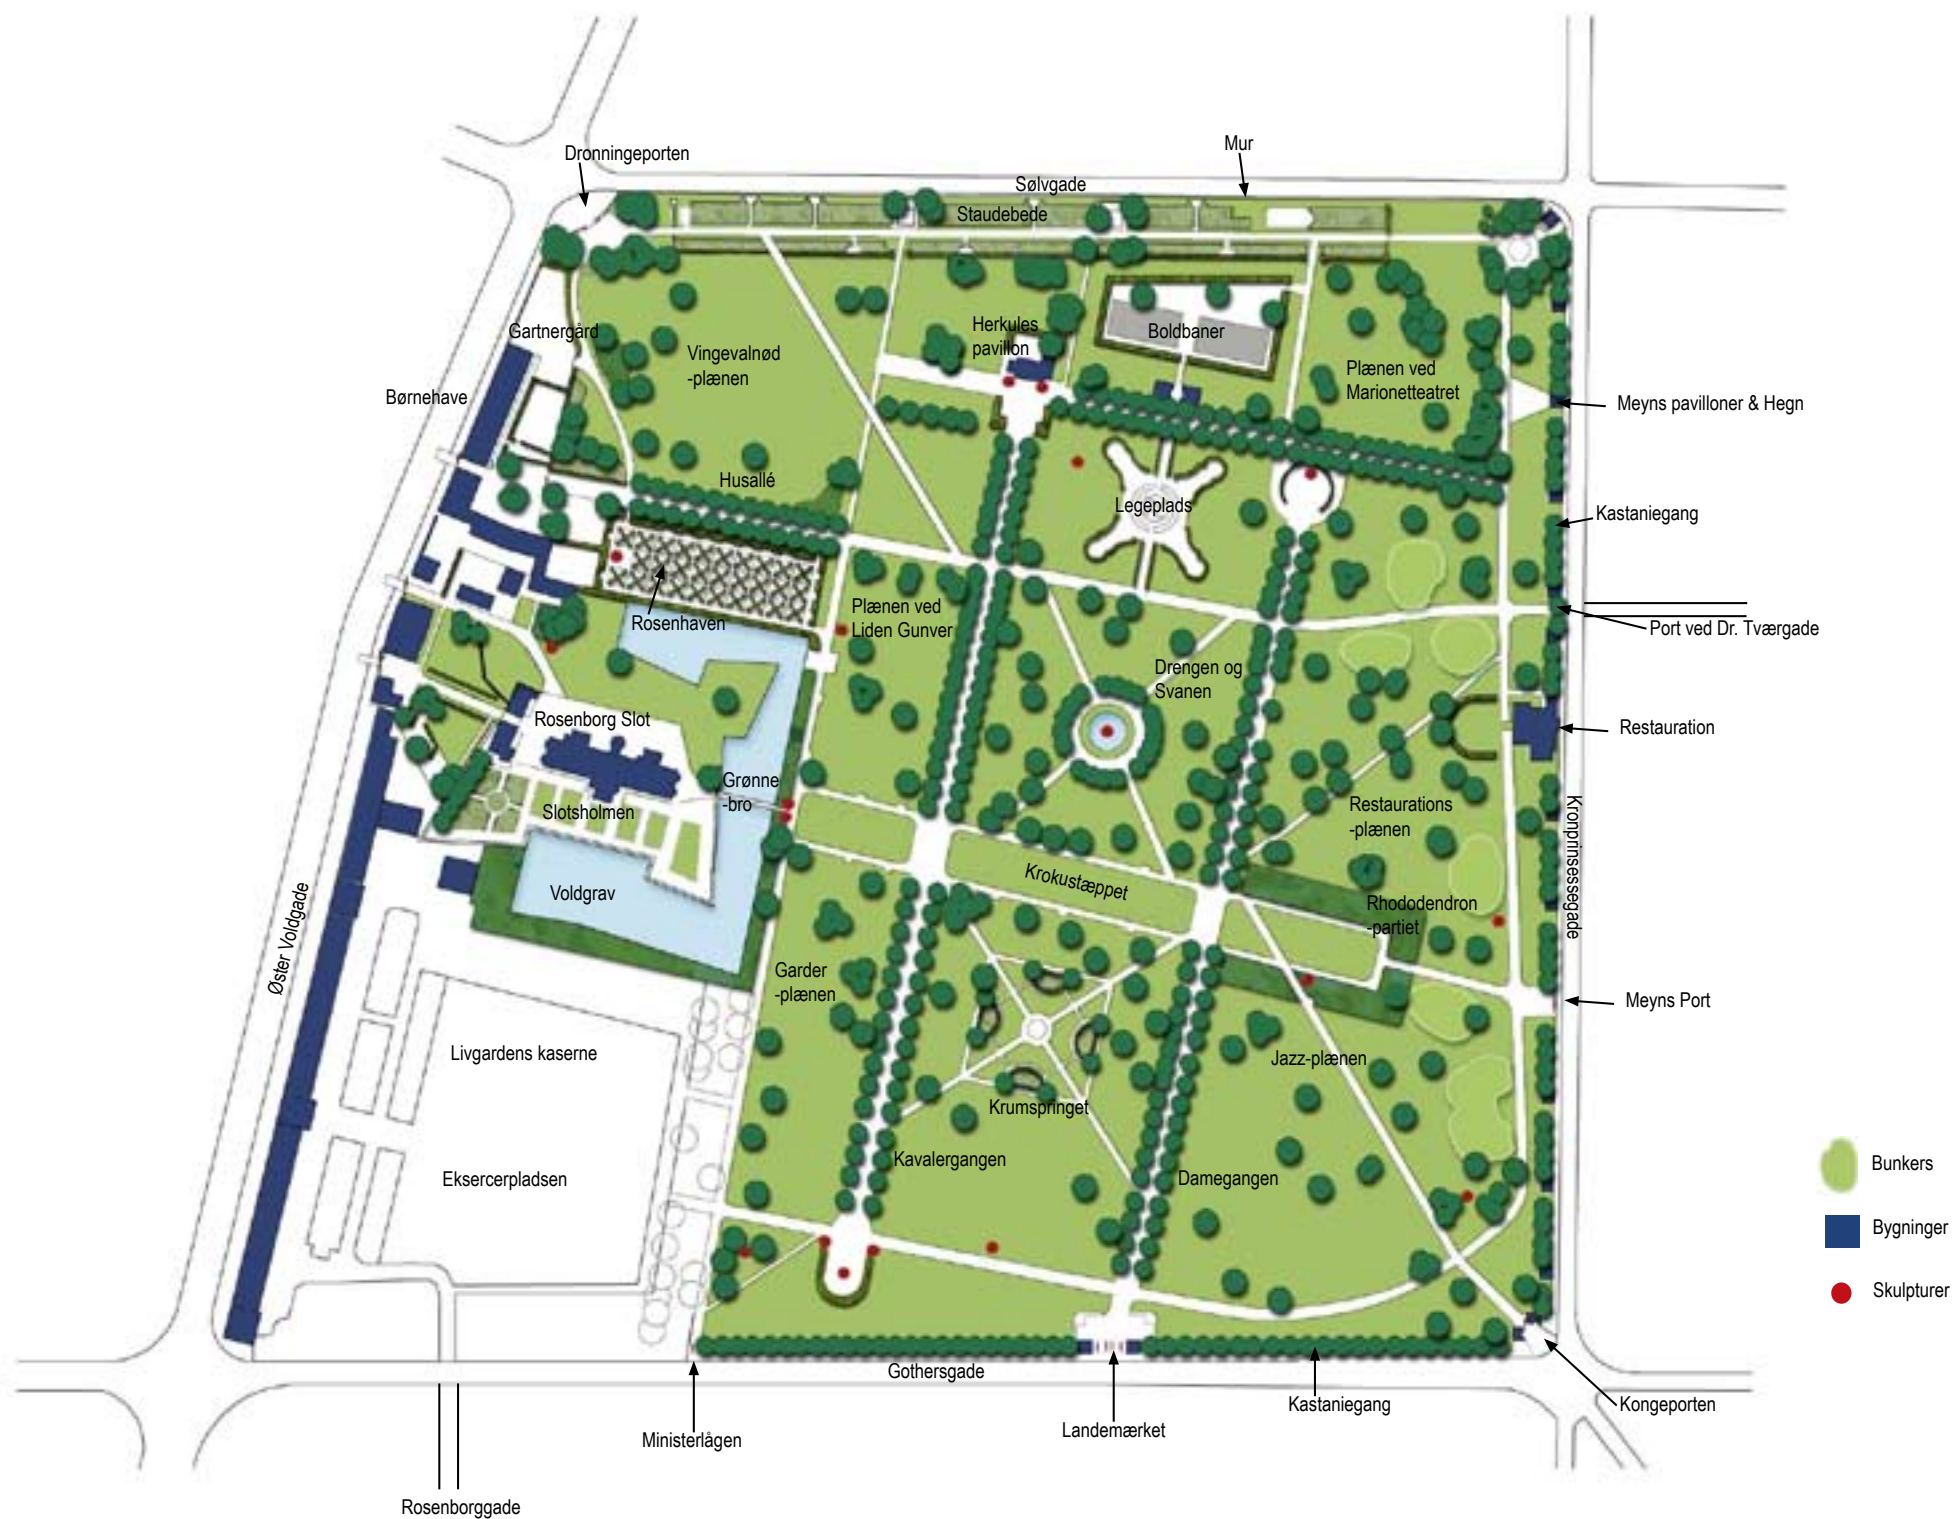 Mur
Dronningeporten
Sølvgade
Staudebede
Gartnergård
Herkules
pavillon
Boldbaner
Vingevalnød
-plænen
Plænen ved
Marionetteatret
Børnehave
Meyns pavilloner & Hegn
Husallé
Legeplads
Kastaniegang
Plænen ved
Liden Gunver
Rosenhaven
Port ved Dr. Tværgade
Drengen og
Svanen
Rosenborg Slot
Restauration
Grønne
-bro
Slotsholmen
Restaurations
-plænen
Kronprinsessegade
Krokustæppet
Voldgrav
Rhododendron
-partiet
Øster Voldgade
Garder
-plænen
Meyns Port
Livgardens kaserne
Jazz-plænen
Krumspringet
Kavalergangen
Damegangen
Eksercerpladsen
Bunkers
Bygninger
Skulpturer
Gothersgade
Kastaniegang
Kongeporten
Landemærket
Ministerlågen
Rosenborggade